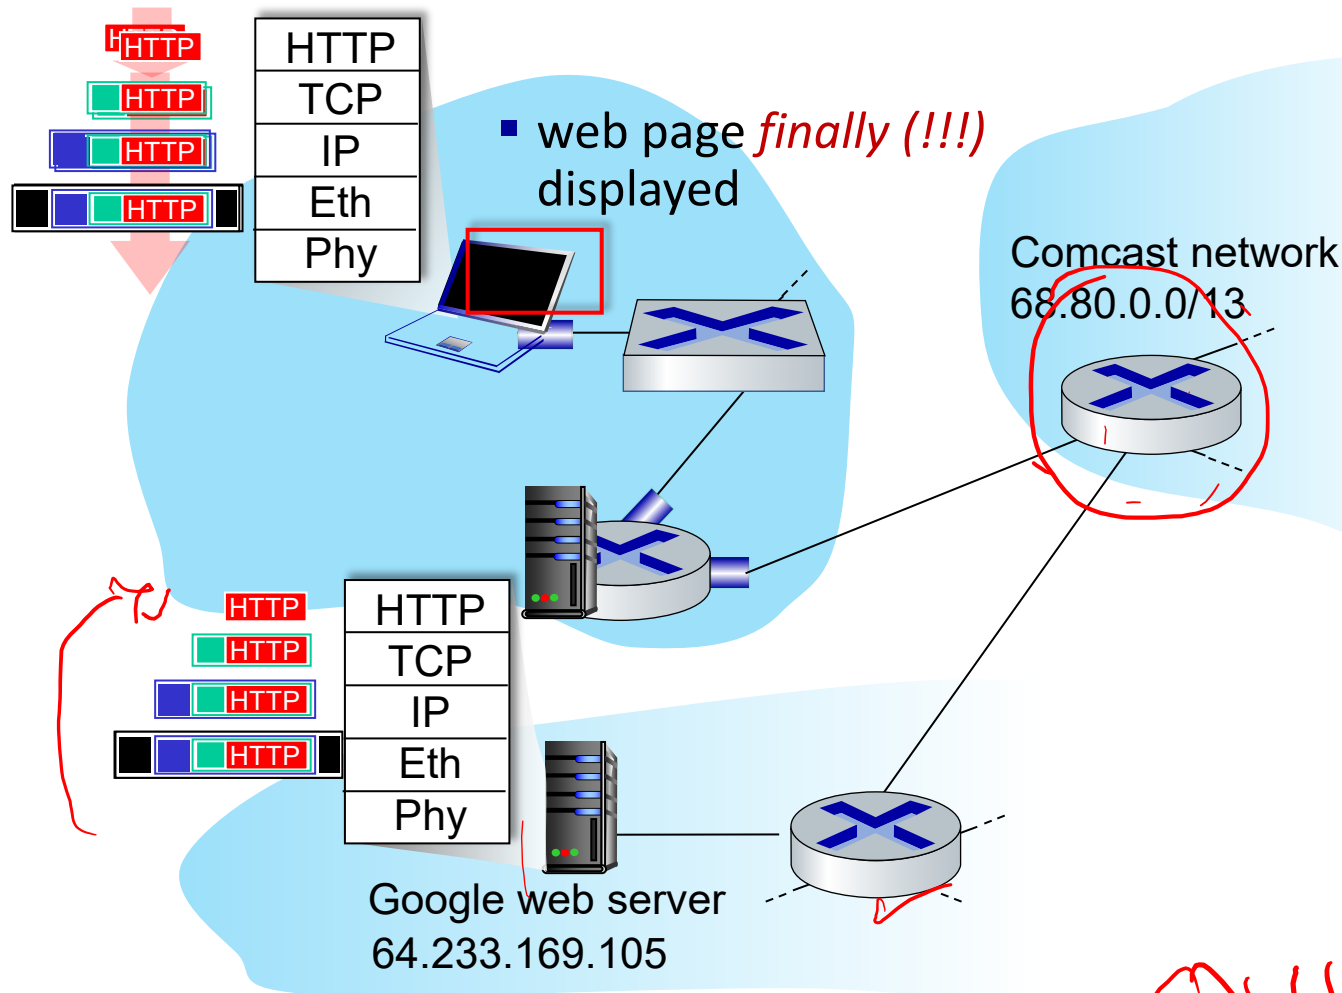 HTTP
HTTP
HTTP
HTTP
HTTP
HTTP
TCP
IP
Eth
Phy
web page finally (!!!)
displayed
Comcast network
68.80.0.0/13
HTTP
HTTP
HTTP
HTTP
HTTP
TCP
IP
Eth
Phy
Google web server
64.233.169.105